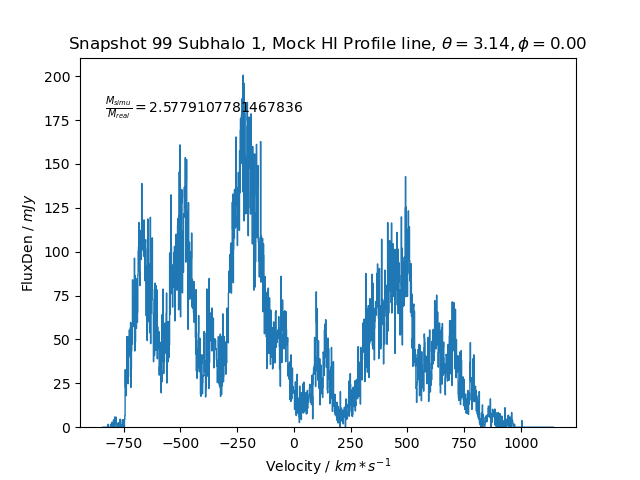 Snapshot 99 Subhalo 1, Mock HI Profile line, θ = 3.14, ϕ = 0.00
200
175
150
125
100
75
50
25
0
M_simu/M_real = 2.5779107781467836
FluxDen / mJy
−750 −500 −250 0 250 500 750 1000
Velocity / km * s⁻¹